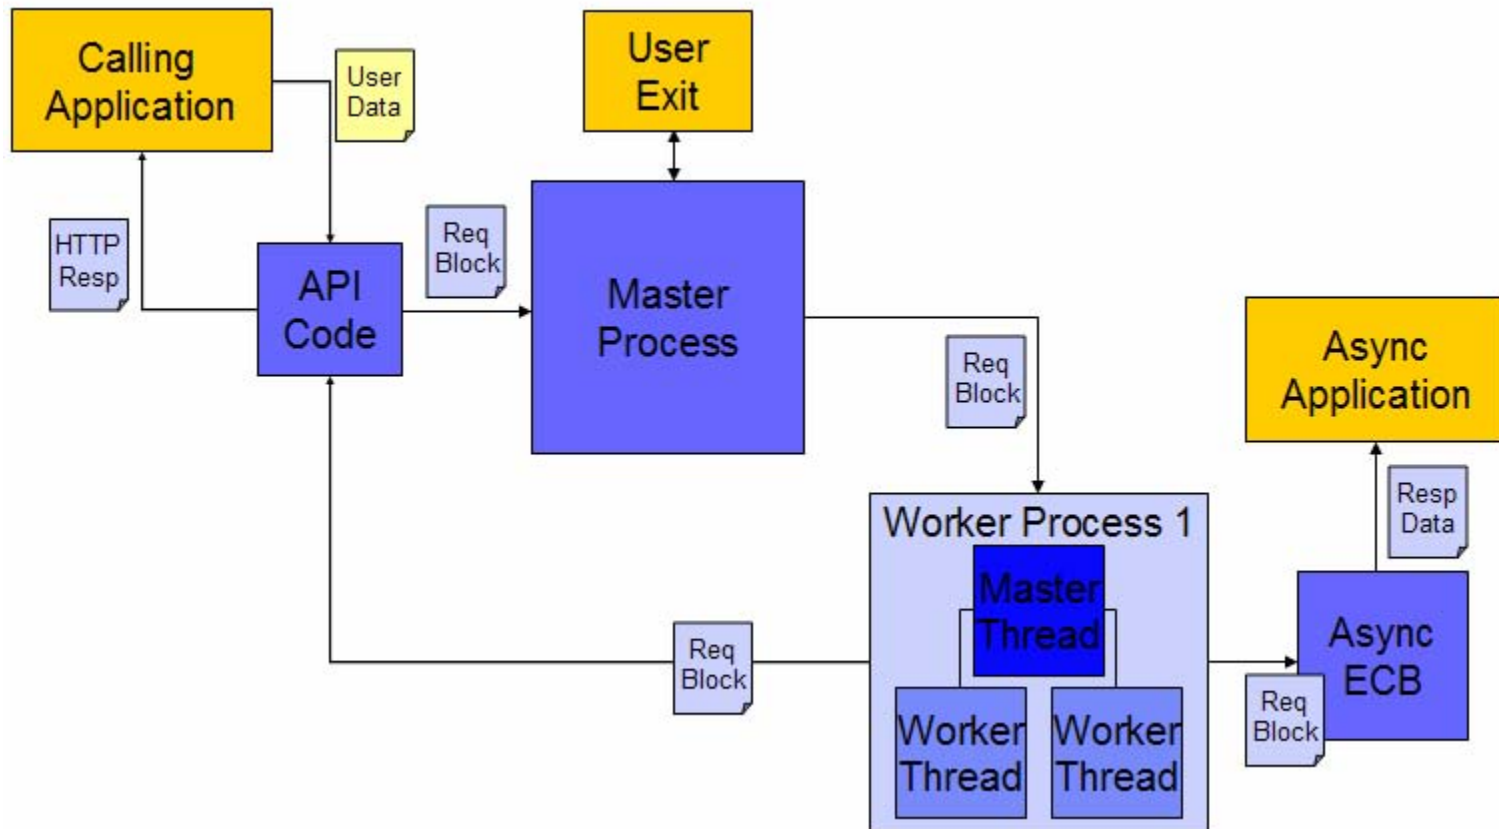 Calling
Application
User
Data
User
Exit
HTTP
Resp
API
Code
Req
Block
Master
Process
Req
Block
Async
Application
Resp
Data
Worker Process 1
Master
Thread
Worker
Thread
Worker
Thread
Req
Block
Async
ECB
Req
Block